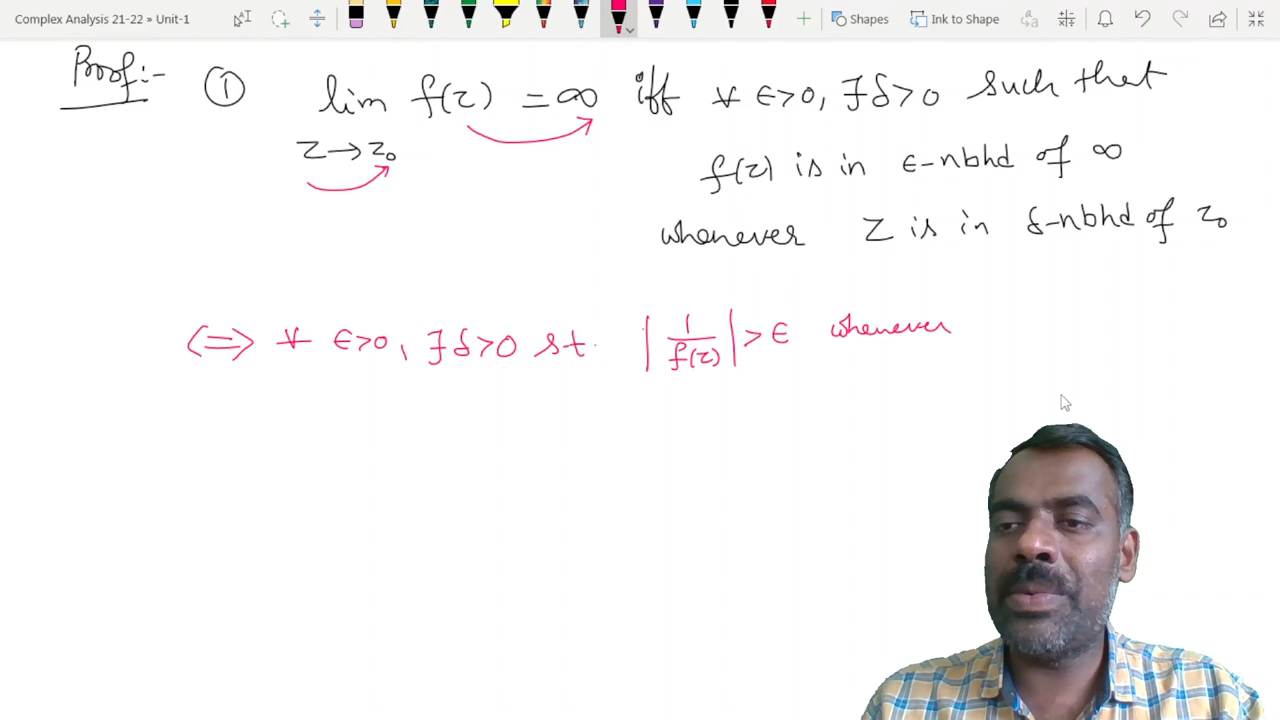 Complex Analysis 21-22 » Unit-1
Shapes
Ink to Shape
Proof:- ① lim f(z) = ∞ iff ∀ ε>0, ∃ δ>0 such that
z→z₀
f(z) is in ε-nbhd of ∞
whenever z is in δ-nbhd of z₀
⟺ ∀ ε>0, ∃ δ>0 st. |1/f(z)| > ε whenever